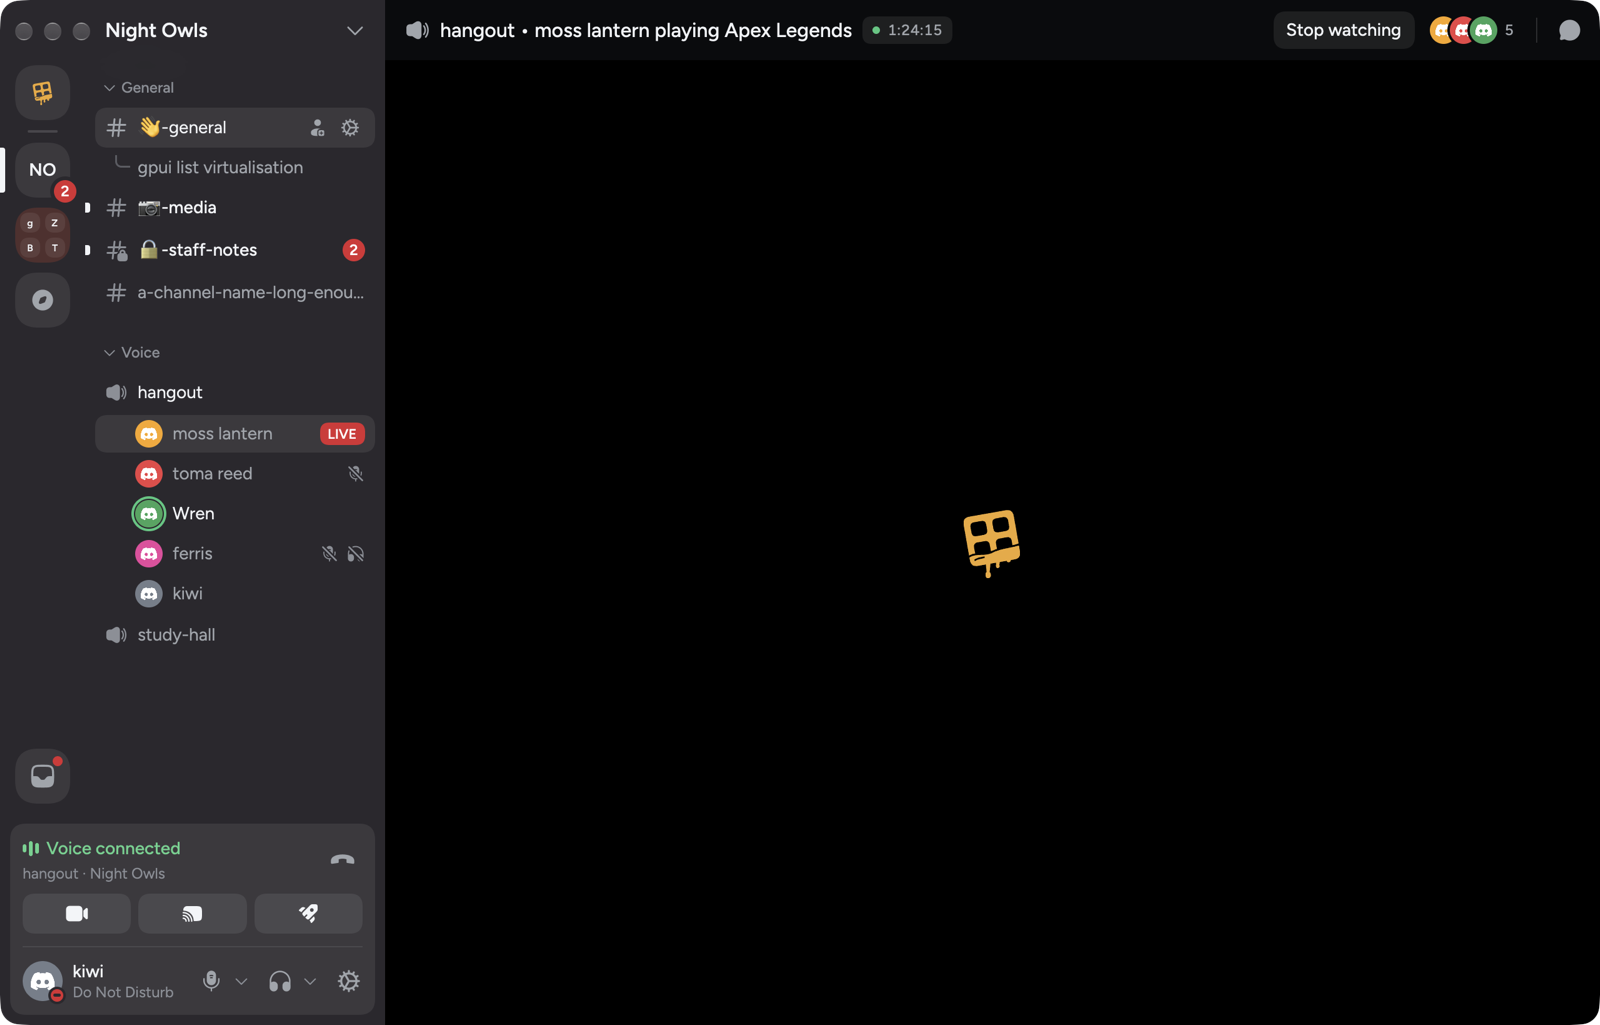 Night Owls
hangout • moss lantern playing Apex Legends
1:24:15
Stop watching
5
General
👋-general
gpui list virtualisation
NO
2
📷-media
g Z
B T
🔒-staff-notes
2
a-channel-name-long-enou...
Voice
hangout
moss lantern
LIVE
toma reed
Wren
ferris
kiwi
study-hall
Voice connected
hangout · Night Owls
kiwi
Do Not Disturb